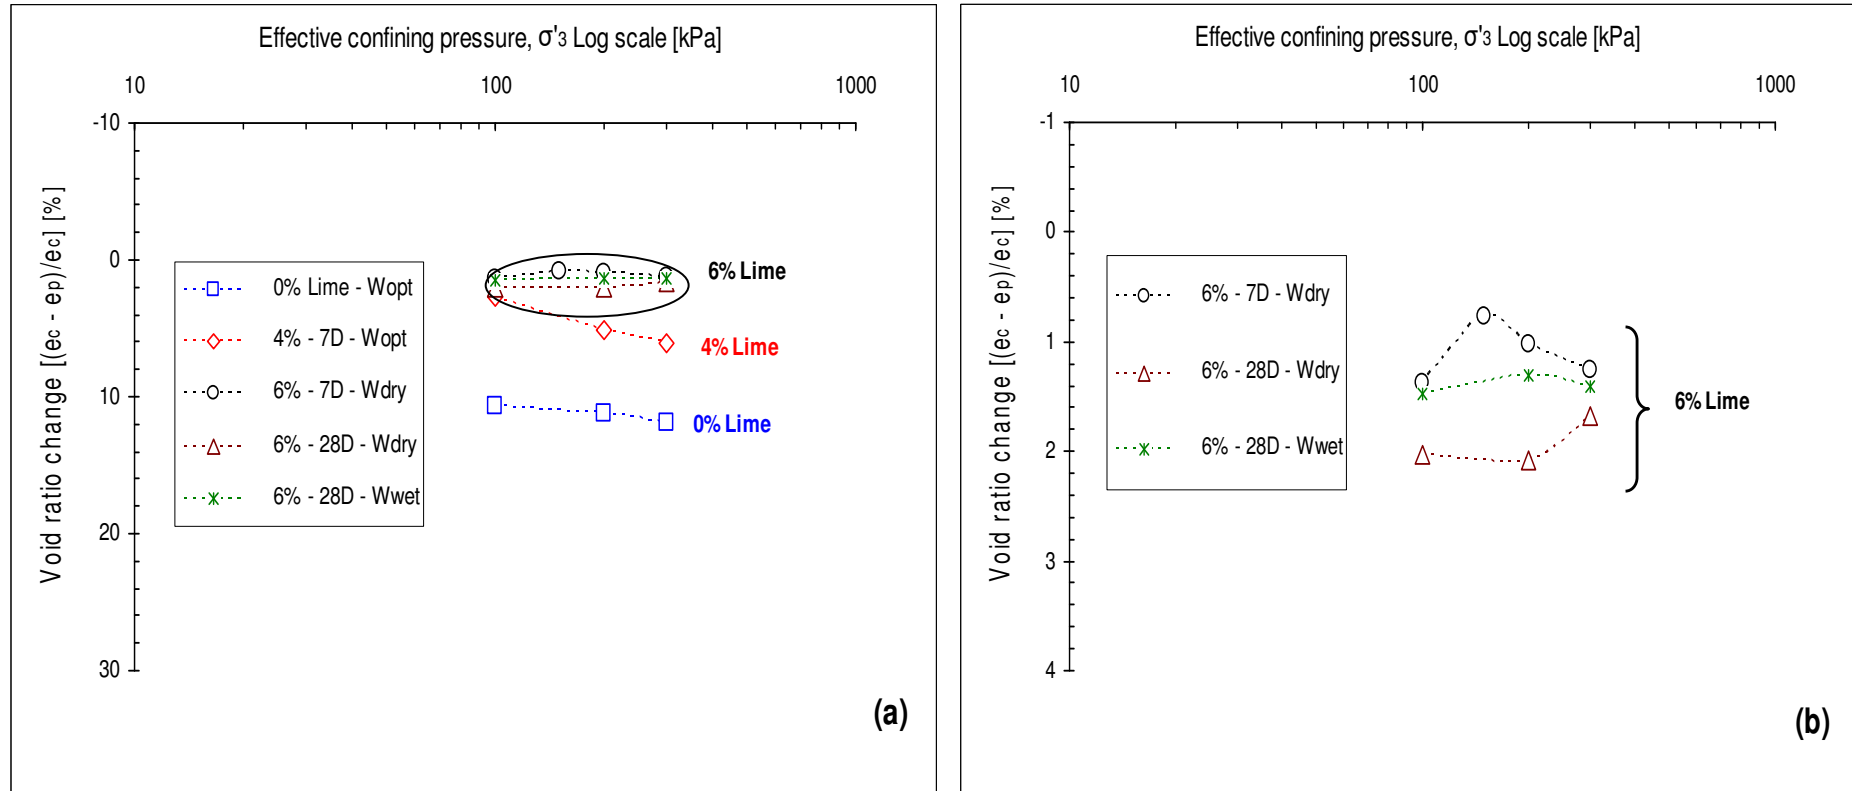 Effective confining pressure, σ'3 Log scale [kPa]
10 100 1000
-10
0
10
20
30
Void ratio change [(ec - ep)/ec] [%]
0% Lime - Wopt
4% - 7D - Wopt
6% - 7D - Wdry
6% - 28D - Wdry
6% - 28D - Wwet
6% Lime
4% Lime
0% Lime
(a)
Effective confining pressure, σ'3 Log scale [kPa]
10 100 1000
-1
0
1
2
3
4
Void ratio change [(ec - ep)/ec] [%]
6% - 7D - Wdry
6% - 28D - Wdry
6% - 28D - Wwet
6% Lime
(b)